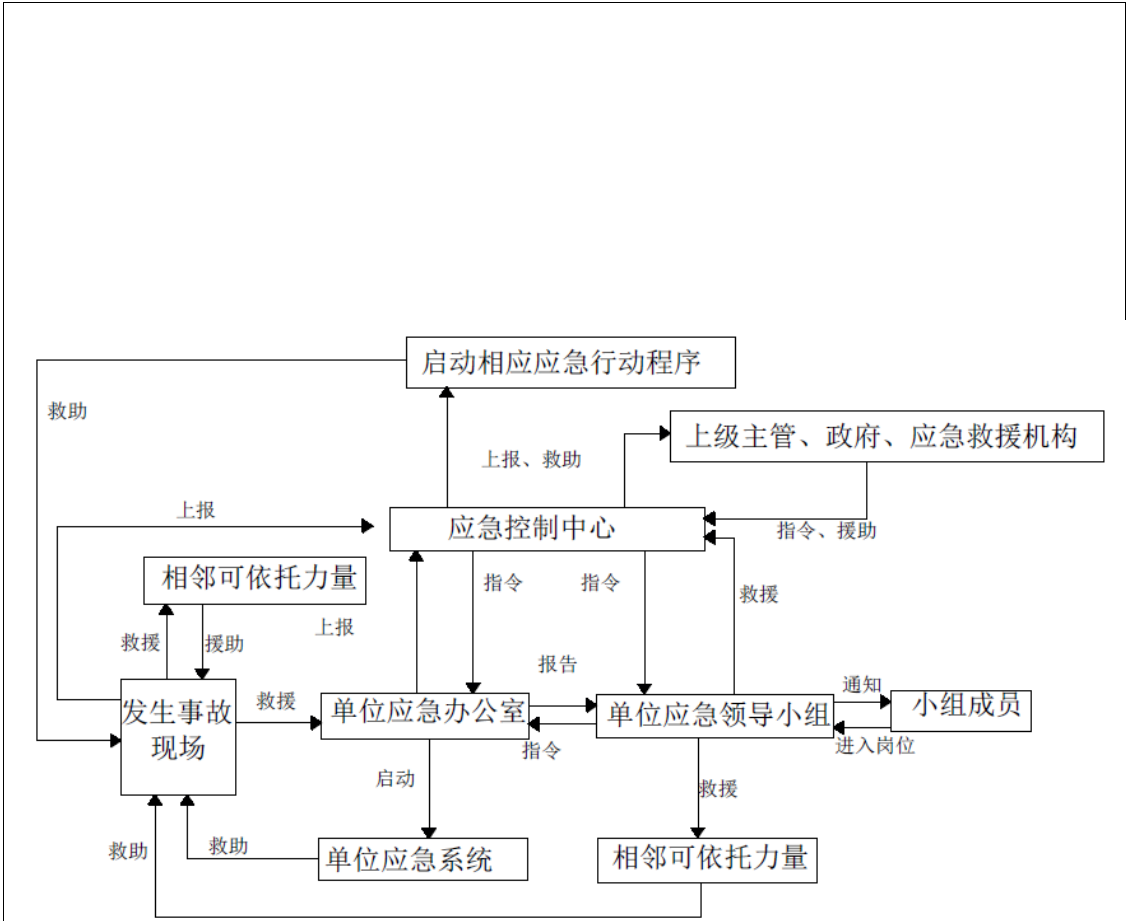 启动相应应急行动程序
救助
上级主管、政府、应急救援机构
上报、救助
上报
应急控制中心
指令、援助
相邻可依托力量
指令
指令
救援
上报
救援
援助
报告
通知
发生事故
现场
救援
单位应急办公室
单位应急领导小组
小组成员
指令
进入岗位
启动
救援
救助
救助
单位应急系统
相邻可依托力量